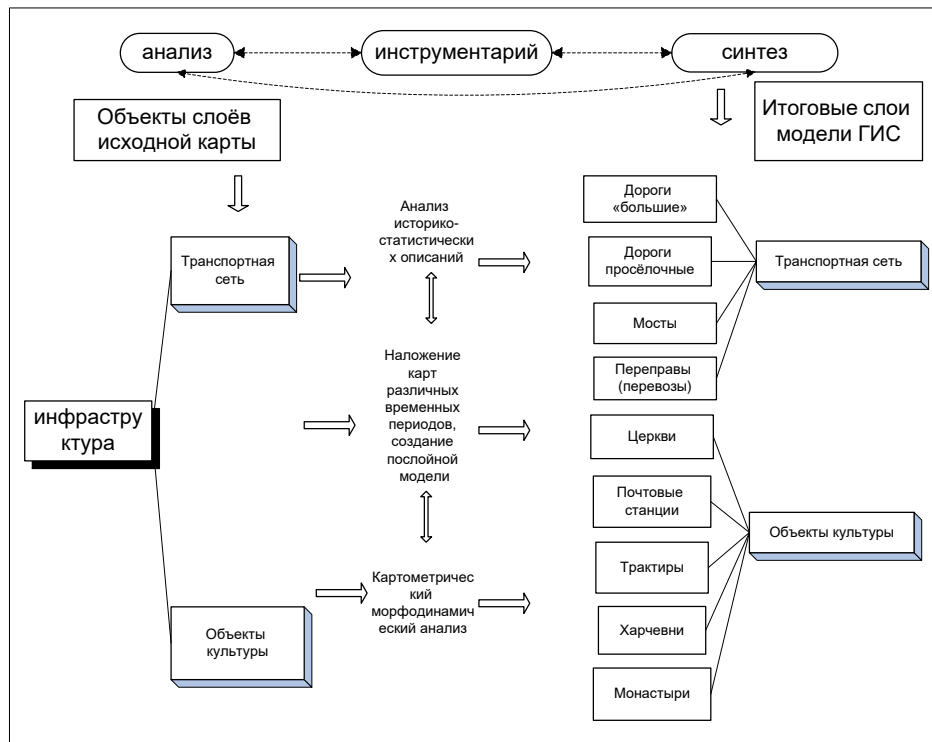 анализ
инструментарий
синтез
Объекты слоёв
исходной карты
Итоговые слои
модели ГИС
Транспортная
сеть
Анализ
историко-
статистическ
х описаний
Дороги
«большие»
Дороги
просёлочные
Мосты
Переправы
(перевозы)
Транспортная сеть
инфрастру
ктура
Наложение
карт
различных
временных
периодов,
создание
послойной
модели
Церкви
Почтовые
станции
Трактиры
Харчевни
Монастыри
Объекты культуры
Объекты
культуры
Картометричес
кий
морфодинамич
еский анализ